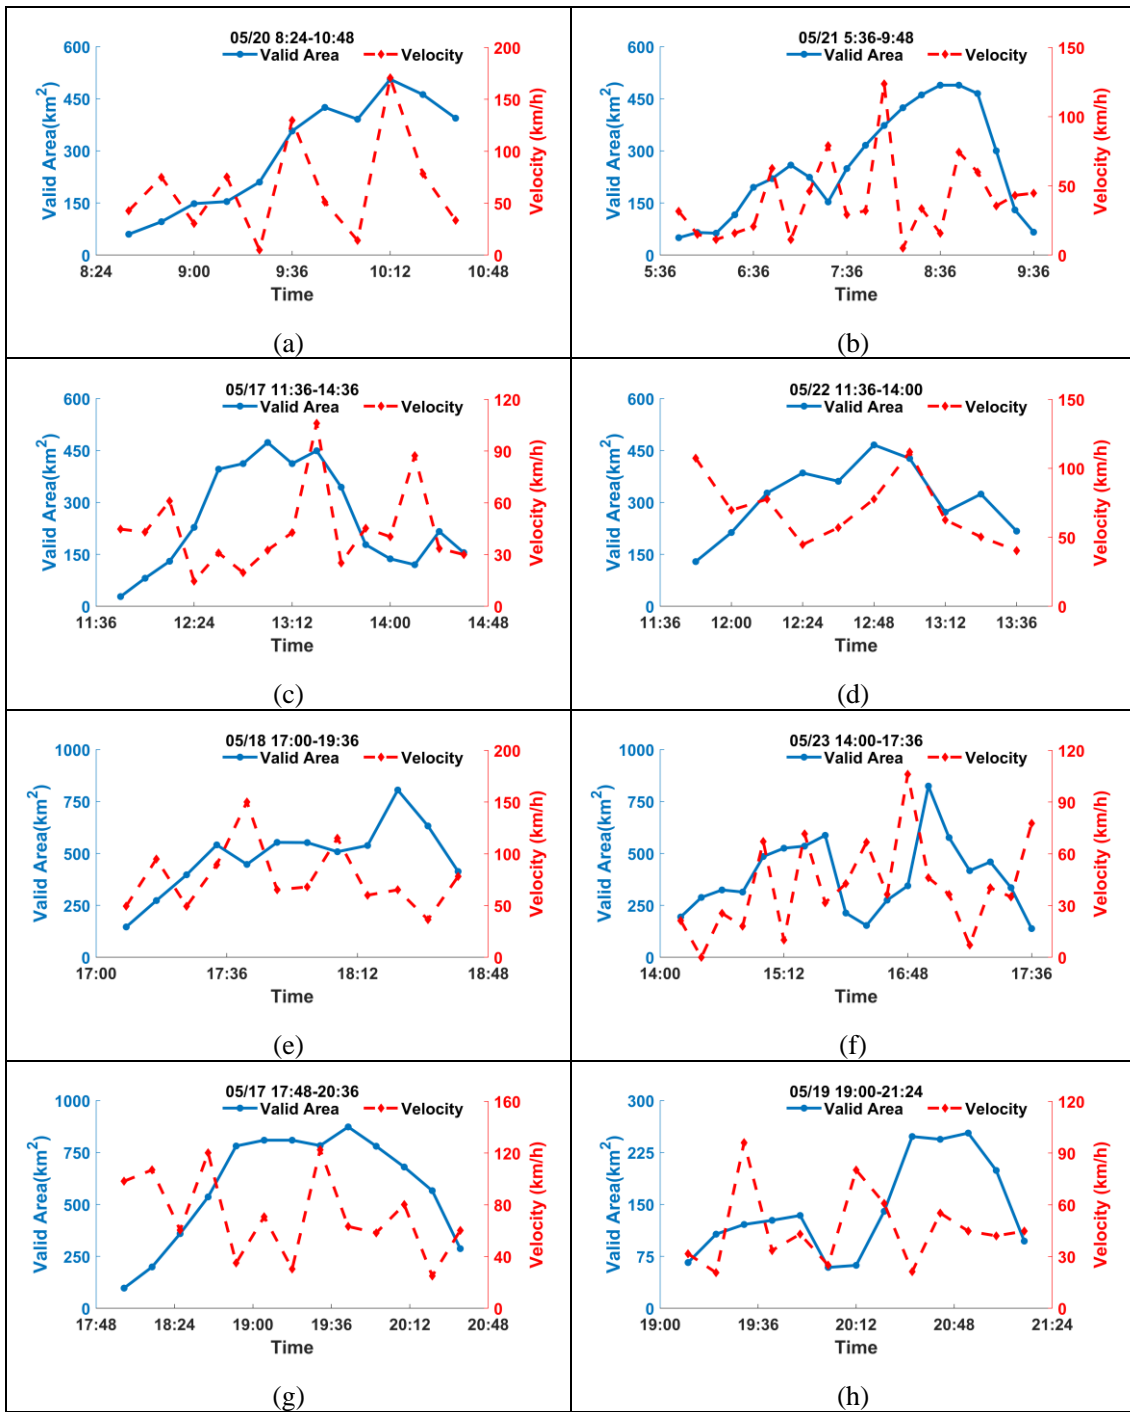 05/20 8:24-10:48
Valid Area Velocity
600 200
450 150
300 100
150 50
0 0
Valid Area(km2)
Velocity (km/h)
8:24 9:00 9:36 10:12 10:48
Time
(a)
05/21 5:36-9:48
Valid Area Velocity
600 150
450 100
300
150 50
0 0
Valid Area(km2)
Velocity (km/h)
5:36 6:36 7:36 8:36 9:36
Time
(b)
05/17 11:36-14:36
Valid Area Velocity
600 120
450 90
300 60
150 30
0 0
Valid Area(km2)
Velocity (km/h)
11:36 12:24 13:12 14:00 14:48
Time
(c)
05/22 11:36-14:00
Valid Area Velocity
600 150
450 100
300
150 50
0 0
Valid Area(km2)
Velocity (km/h)
11:36 12:00 12:24 12:48 13:12 13:36
Time
(d)
05/18 17:00-19:36
Valid Area Velocity
1000 200
750 150
500 100
250 50
0 0
Valid Area(km2)
Velocity (km/h)
17:00 17:36 18:12 18:48
Time
(e)
05/23 14:00-17:36
Valid Area Velocity
1000 120
750 90
500 60
250 30
0 0
Valid Area(km2)
Velocity (km/h)
14:00 15:12 16:48 17:36
Time
(f)
05/17 17:48-20:36
Valid Area Velocity
1000 160
750 120
500 80
250 40
0 0
Valid Area(km2)
Velocity (km/h)
17:48 18:24 19:00 19:36 20:12 20:48
Time
(g)
05/19 19:00-21:24
Valid Area Velocity
300 120
225 90
150 60
75 30
0 0
Valid Area(km2)
Velocity (km/h)
19:00 19:36 20:12 20:48 21:24
Time
(h)